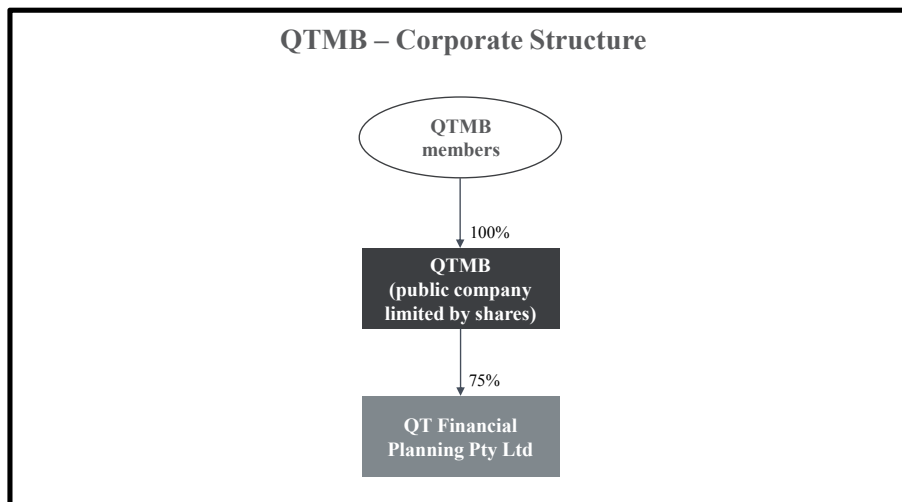 QTMB – Corporate Structure
QTMB
members
100%
QTMB
(public company
limited by shares)
75%
QT Financial
Planning Pty Ltd